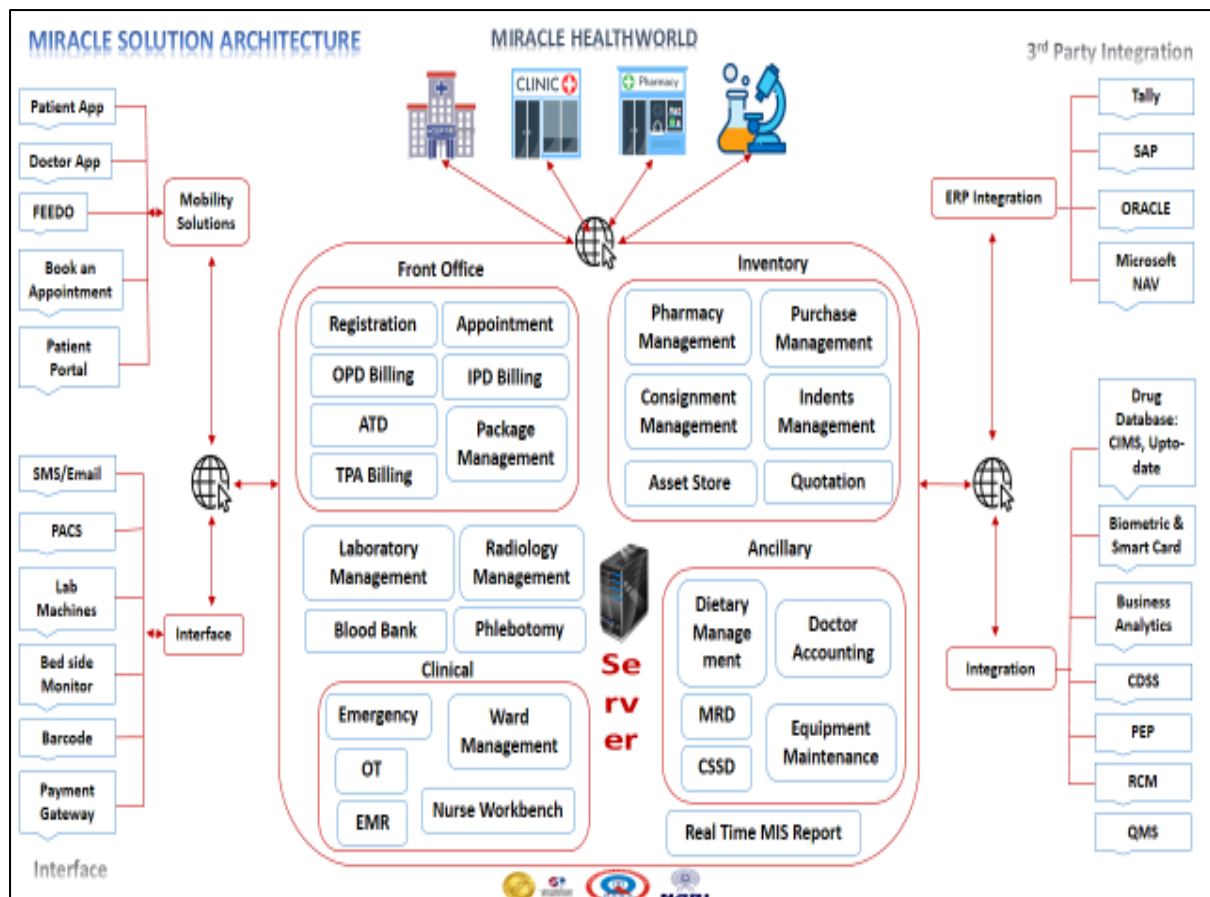 MIRACLE SOLUTION ARCHITECTURE
MIRACLE HEALTHWORLD
3rd Party Integration
CLINIC
Pharmacy
Patient App
Doctor App
FEEDO
Book an
Appointment
Patient
Portal
Mobility
Solutions
SMS/Email
PACS
Lab
Machines
Bed side
Monitor
Barcode
Payment
Gateway
Interface
Interface
Front Office
Registration
Appointment
OPD Billing
IPD Billing
ATD
Package
Management
TPA Billing
Inventory
Pharmacy
Management
Purchase
Management
Consignment
Management
Indents
Management
Asset Store
Quotation
Laboratory
Management
Radiology
Management
Blood Bank
Phlebotomy
Clinical
Emergency
Ward
Management
OT
EMR
Nurse Workbench
Se
rv
er
Ancillary
Dietary
Manage
ment
Doctor
Accounting
MRD
Equipment
Maintenance
CSSD
Real Time MIS Report
ERP Integration
Tally
SAP
ORACLE
Microsoft
NAV
Integration
Drug
Database:
CIMS, Upto-
date
Biometric &
Smart Card
Business
Analytics
CDSS
PEP
RCM
QMS